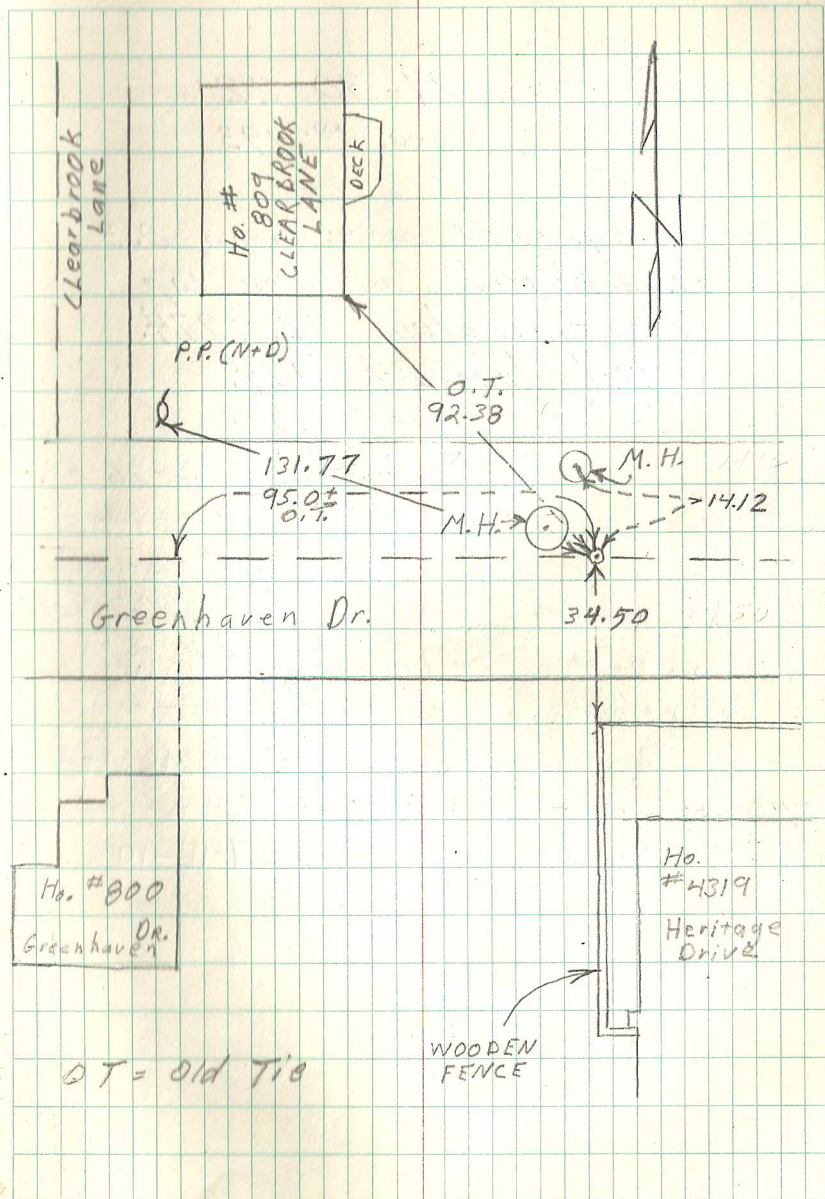 CLearbrook
Lane
Ho. #
809
CLEARBROOK
LANE
DECK
N
P.P. (N+D)
O.T.
92.38
131.77
95.0±
O.T.
M.H.
M.H.
14.12
Greenhaven Dr.
34.50
Ho. #800
Greenhaven DR.
Ho.
#4319
Heritage
Drive
WOODEN
FENCE
OT = Old Tie